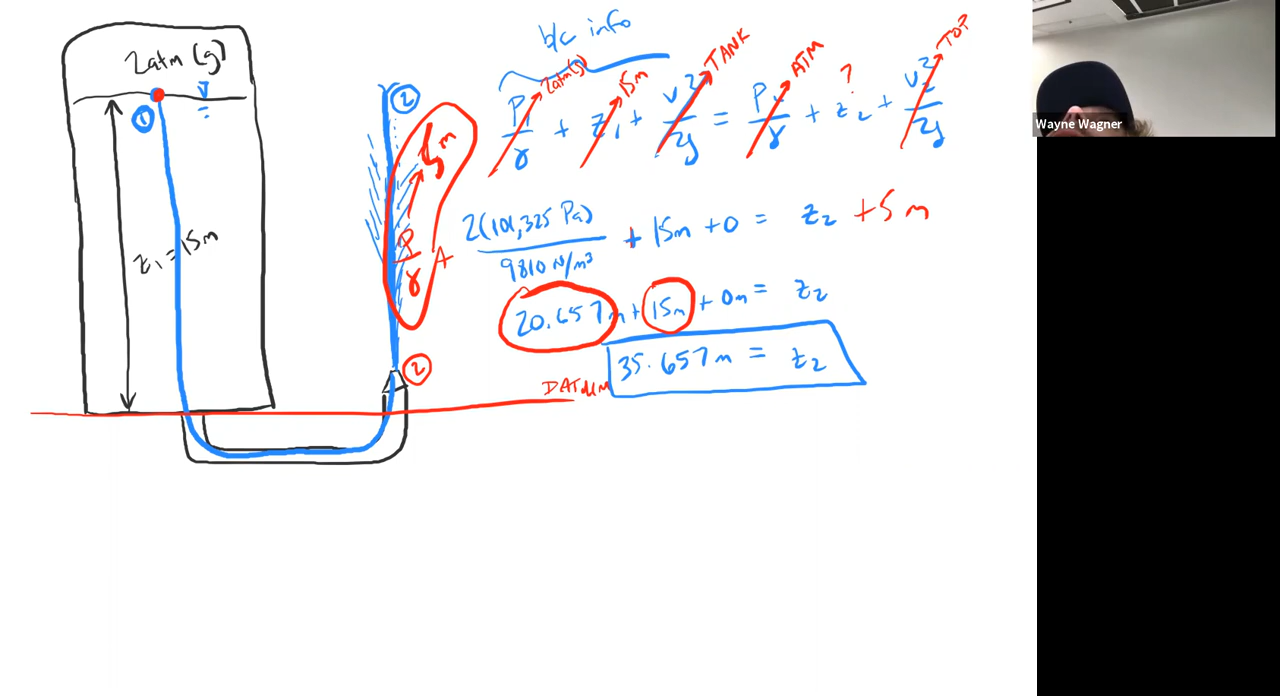 b/c info
2atm(g)
15m
TANK
ATM
?
TOP
P₁/γ + z₁ + v₁²/2g = P₂/γ + z₂ + v₂²/2g
2(101,325 Pa)/9810 N/m³ + 15m + 0 = z₂ + 5 m
20.657m + 15m + 0m = z₂
35.657m = z₂
DATUM
2atm(g)
①
z₁ = 15m
②
5m
P/γ
②
Wayne Wagner